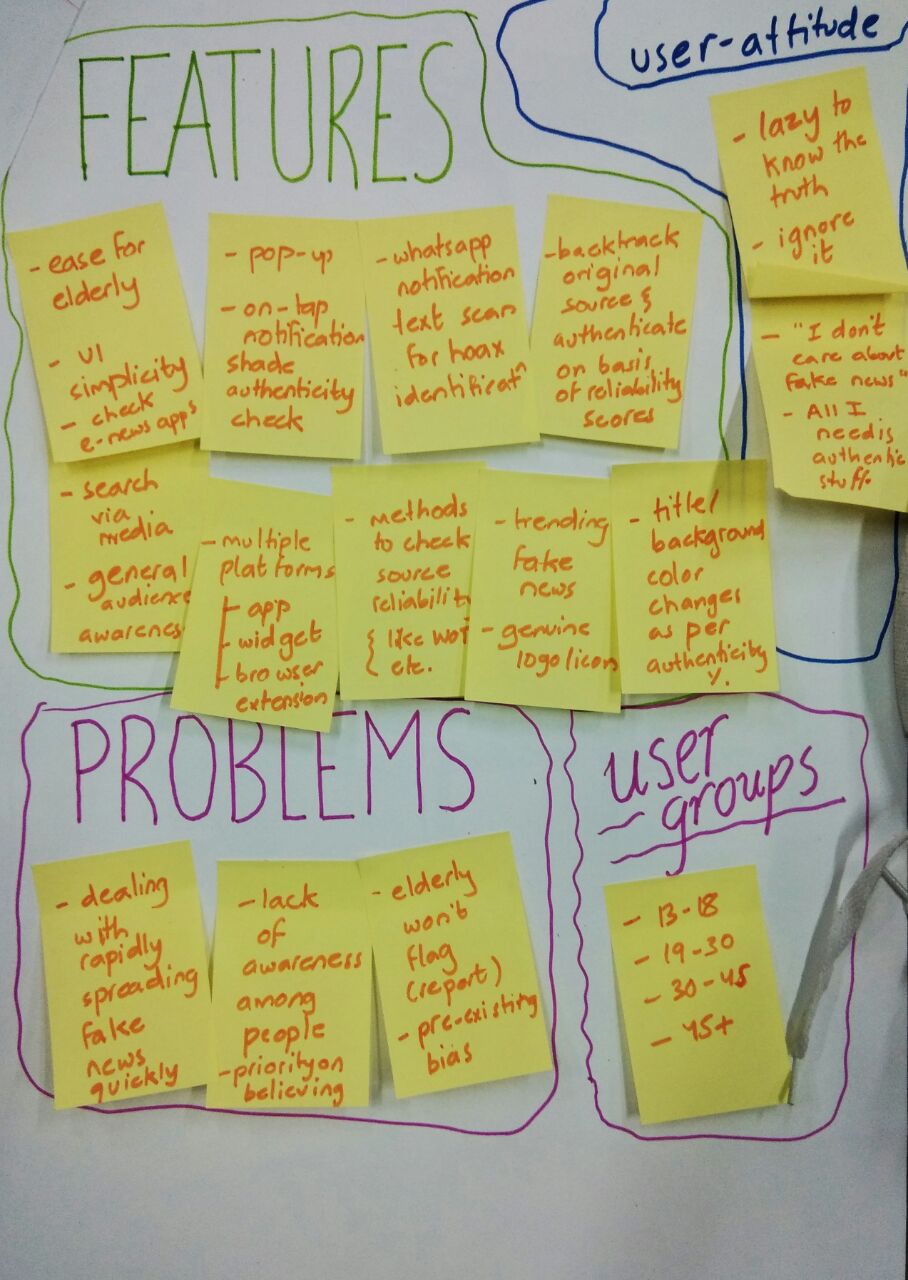 FEATURES
- ease for
elderly
- UI
simplicity
- check
e-news apps
- pop-up
- on-tap
notification
shade
authenticity
check
- whatsapp
notification
text scan
for hoax
identificatⁿ
- backtrack
original
source &
authenticate
on basis
of reliability
scores
- search
via
media
- general
audience
awareness
- multiple
platforms
- app
- widget
- browser
extension
- methods
to check
source
reliability
{ like WOT
etc.
- trending
fake
news
- genuine
logo/icon
- title/
background
color
changes
as per
authenticity
%.
user-attitude
- lazy to
know the
truth
- ignore
it
- "I don't
care about
fake news"
- All I
need is
authentic
stuff.
PROBLEMS
- dealing
with
rapidly
spreading
fake
news
quickly
- lack
of
awareness
among
people
- priority on
believing
- elderly
won't
flag
(report)
- pre-existing
bias
user
- groups
- 13-18
- 19-30
- 30-45
- 45+